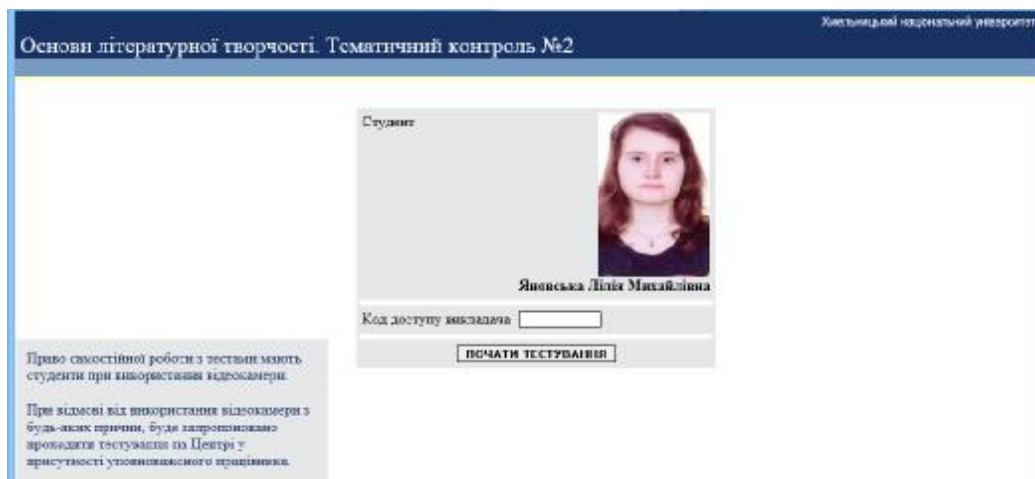 Хмельницький національний університет
Основи літературної творчості. Тематичний контроль №2
Студент
Яновська Лілія Михайлівна
Код доступу викладача
ПОЧАТИ ТЕСТУВАННЯ
Право самостійної роботи з тестами мають
студенти при використання відеокамери.
При відмові від використання відеокамери з
будь-яких причин, буде запропоновано
проходити тестування на Центрі у
присутності уповноваженого працівника.